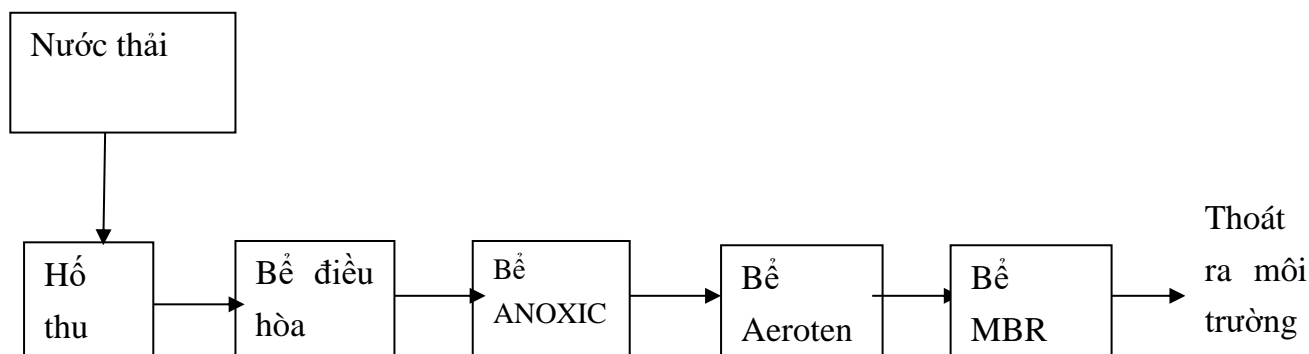 Nước thải
Hố
thu
Bể điều
hòa
Bể
ANOXIC
Bể
Aeroten
Bể
MBR
Thoát
ra môi
trường